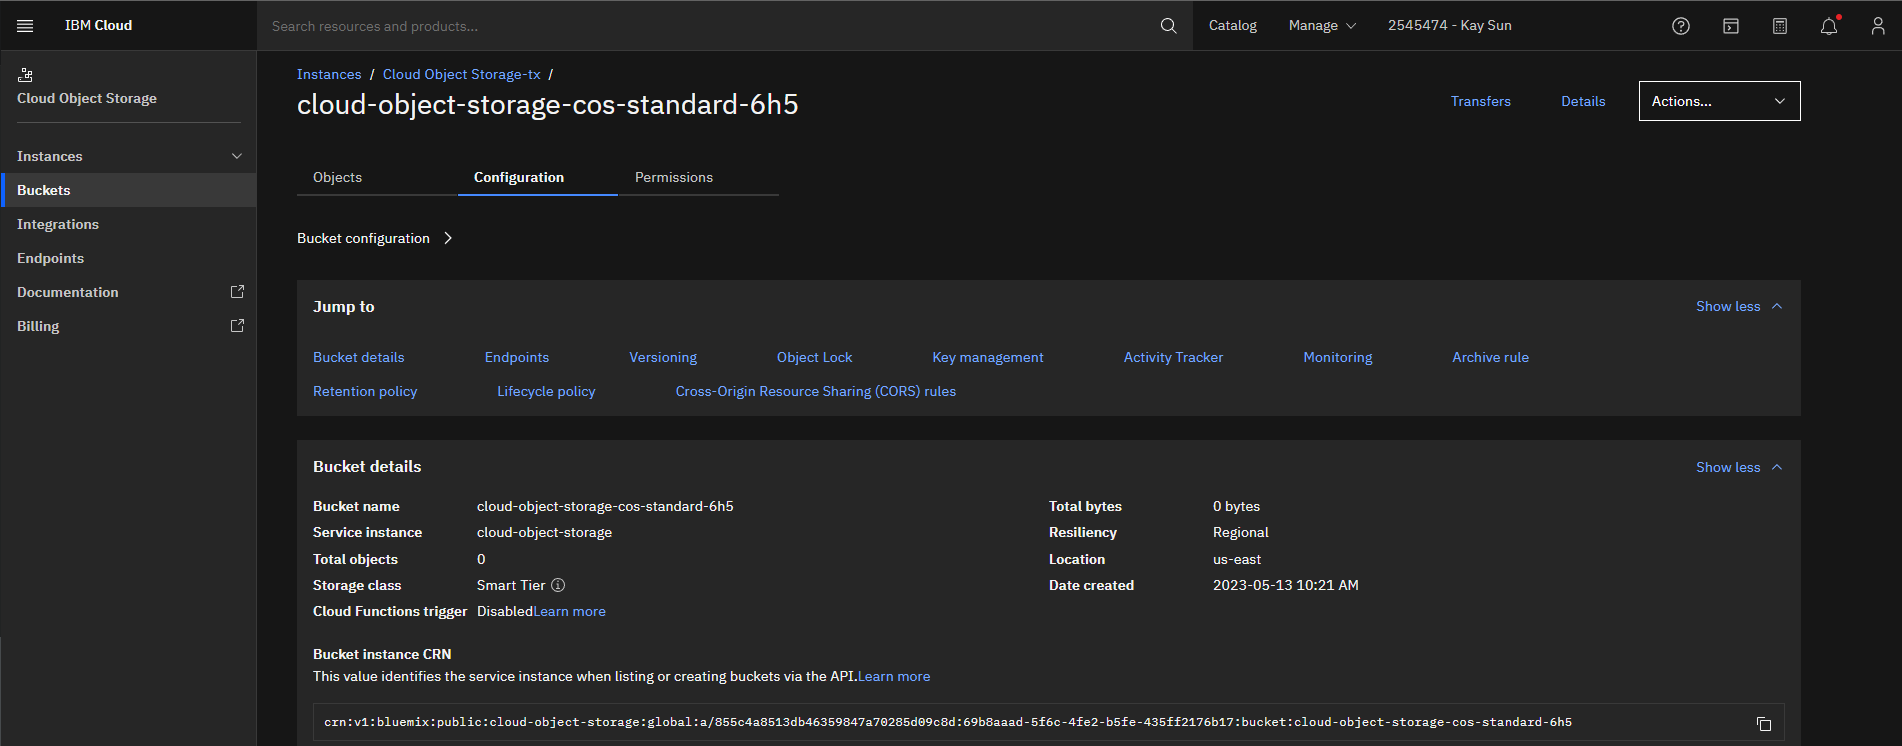 IBM Cloud
Search resources and products...
Catalog
Manage
2545474 - Kay Sun
Cloud Object Storage
Instances
Buckets
Integrations
Endpoints
Documentation
Billing
Instances / Cloud Object Storage-tx /
cloud-object-storage-cos-standard-6h5
Transfers
Details
Actions...
Objects
Configuration
Permissions
Bucket configuration
Jump to
Show less
Bucket details
Endpoints
Versioning
Object Lock
Key management
Activity Tracker
Monitoring
Archive rule
Retention policy
Lifecycle policy
Cross-Origin Resource Sharing (CORS) rules
Bucket details
Show less
Bucket name cloud-object-storage-cos-standard-6h5
Service instance cloud-object-storage
Total objects 0
Storage class Smart Tier
Cloud Functions trigger DisabledLearn more
Total bytes 0 bytes
Resiliency Regional
Location us-east
Date created 2023-05-13 10:21 AM
Bucket instance CRN
This value identifies the service instance when listing or creating buckets via the API.Learn more
crn:v1:bluemix:public:cloud-object-storage:global:a/855c4a8513db46359847a70285d09c8d:69b8aaad-5f6c-4fe2-b5fe-435ff2176b17:bucket:cloud-object-storage-cos-standard-6h5